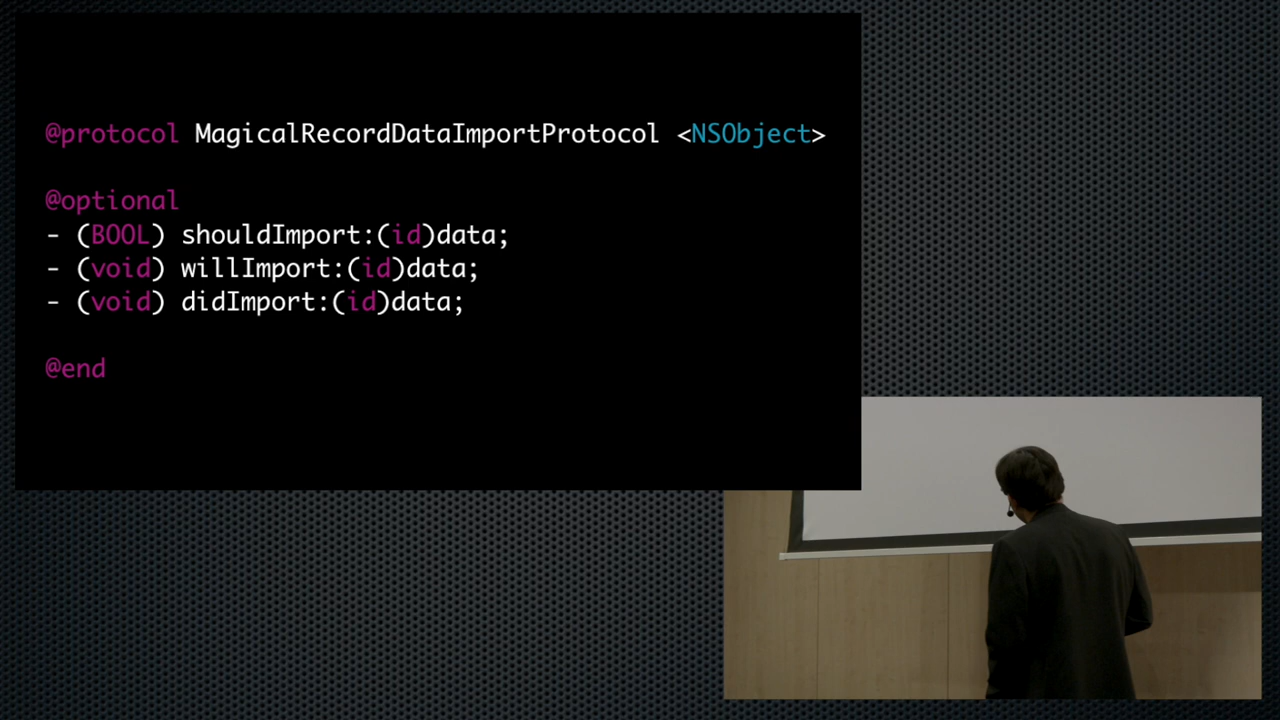 @protocol MagicalRecordDataImportProtocol <NSObject>
@optional
- (BOOL) shouldImport:(id)data;
- (void) willImport:(id)data;
- (void) didImport:(id)data;
@end